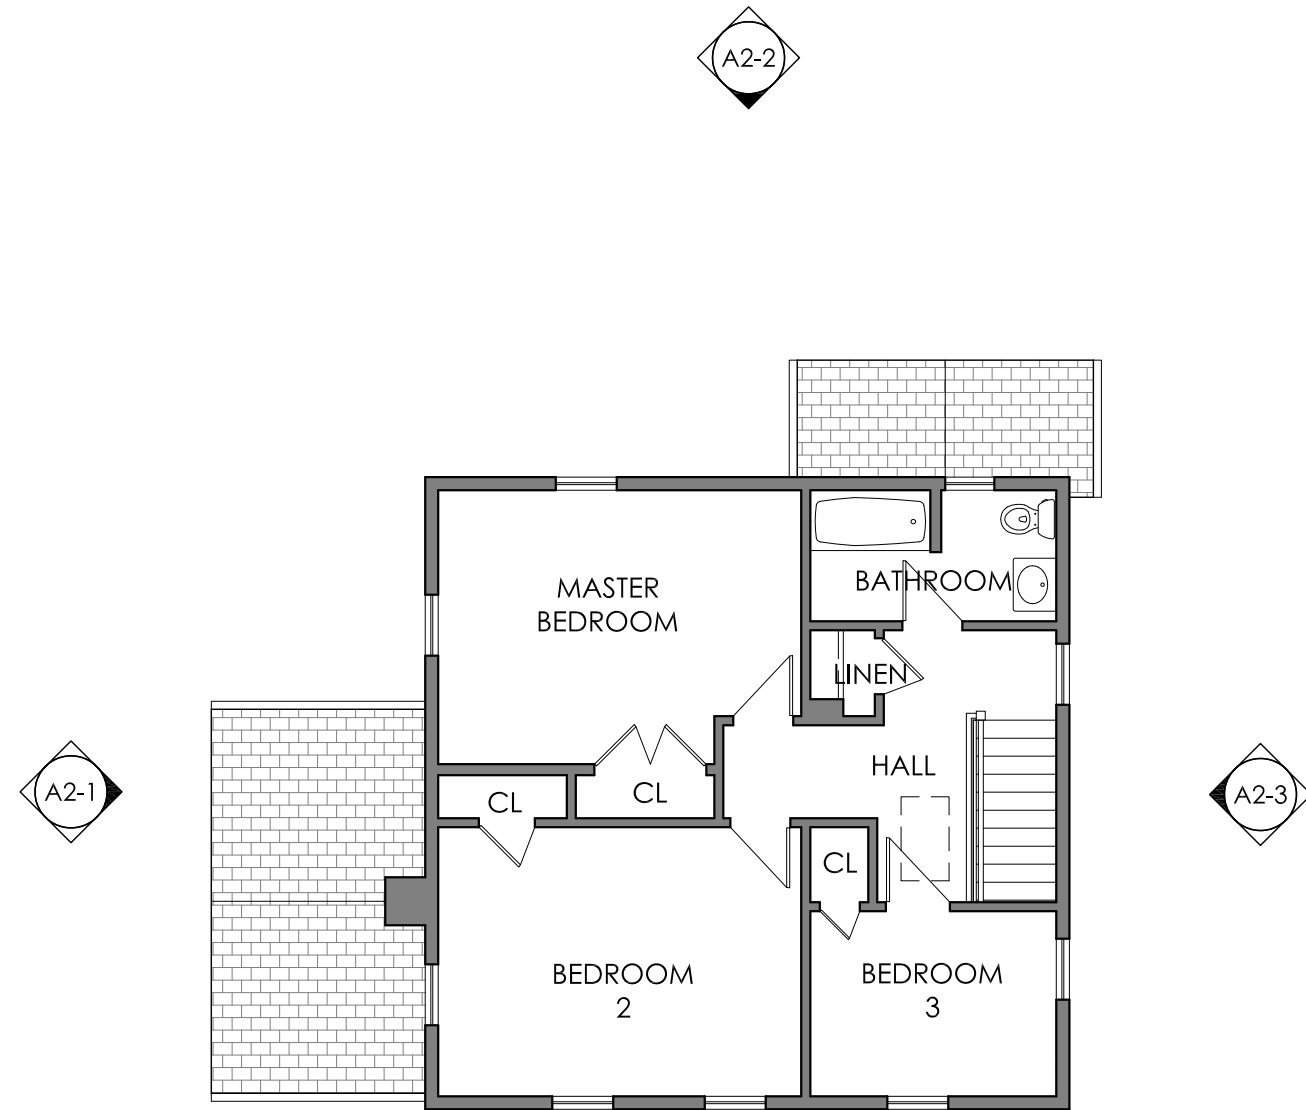 A2-2
MASTER
BEDROOM
BATHROOM
LINEN
HALL
CL
CL
A2-1
A2-3
CL
BEDROOM
2
BEDROOM
3